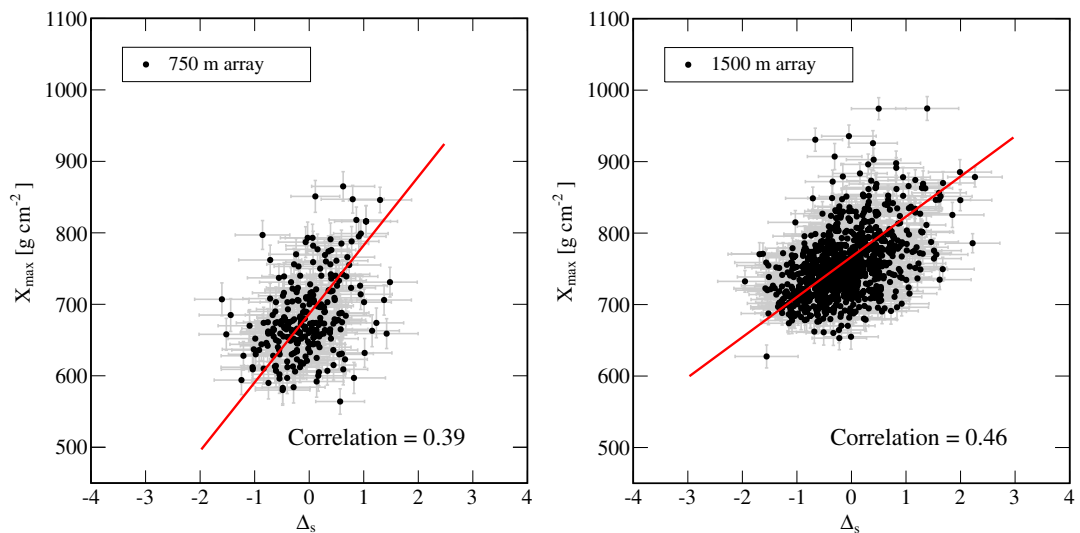 1100
1000
900
800
700
600
500
X_max [g cm^-2 ]
750 m array
Correlation = 0.39
-4 -3 -2 -1 0 1 2 3 4
Δ_s
1100
1000
900
800
700
600
500
X_max [g cm^-2 ]
1500 m array
Correlation = 0.46
-4 -3 -2 -1 0 1 2 3 4
Δ_s